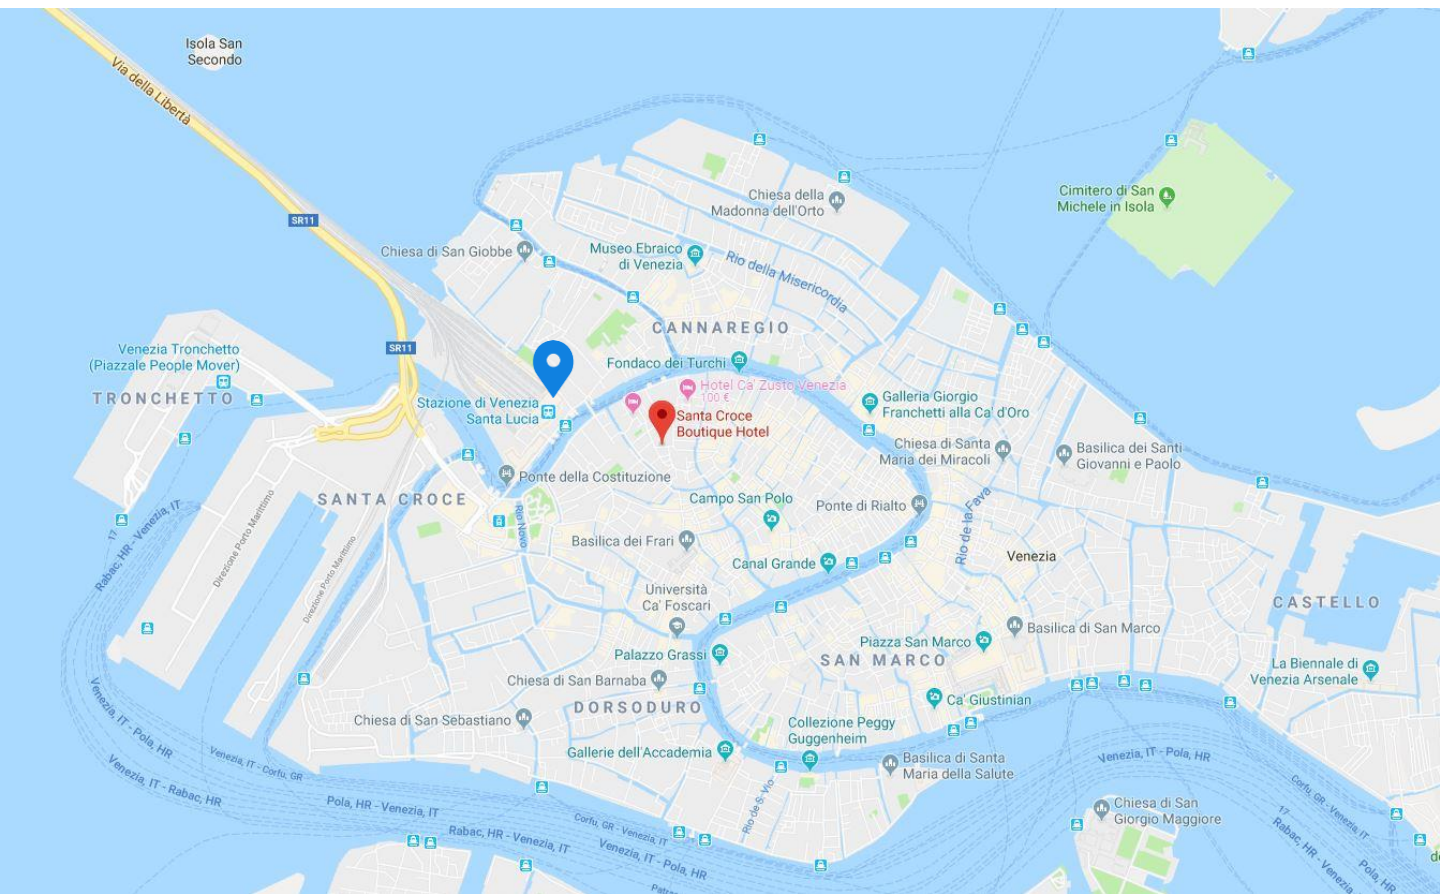 Isola San
Secondo
Via della Libertà
SR11
Cimitero di San
Michele in Isola
Chiesa della
Madonna dell'Orto
Chiesa di San Giobbe
Museo Ebraico
di Venezia
Rio della Misericordia
CANNAREGIO
SR11
Venezia Tronchetto
(Piazzale People Mover)
TRONCHETTO
Fondaco dei Turchi
Hotel Ca' Zusto Venezia
100 €
Stazione di Venezia
Santa Lucia
Santa Croce
Boutique Hotel
Galleria Giorgio
Franchetti alla Ca' d'Oro
Chiesa di Santa
Maria dei Miracoli
Basilica dei Santi
Giovanni e Paolo
Ponte della Costituzione
SANTA CROCE
Campo San Polo
Ponte di Rialto
Rio de la Fava
Rio Novo
17
Rabac, HR - Venezia, IT
Direzione Porto Marittimo
Direzione Porto Marittimo
Basilica dei Frari
Canal Grande
Venezia
Università
Ca' Foscari
CASTELLO
Basilica di San Marco
Piazza San Marco
SAN MARCO
Palazzo Grassi
La Biennale di
Venezia Arsenale
Chiesa di San Barnaba
DORSODURO
Ca' Giustinian
Chiesa di San Sebastiano
Collezione Peggy
Guggenheim
Gallerie dell'Accademia
Basilica di Santa
Maria della Salute
Venezia, IT - Pola, HR
Venezia, IT - Corfu, GR
Venezia, IT - Rabac, HR
Venezia, IT - Pola, HR
Pola, HR - Venezia, IT
Rio de S. Vio
Corfu, GR - Venezia, IT
Chiesa di San
Giorgio Maggiore
Corfu, GR - Venezia, IT
17
Rabac, HR - Venezia, IT
Pola, HR
Rabac, HR - Venezia, IT
Venezia, IT - Pola, HR